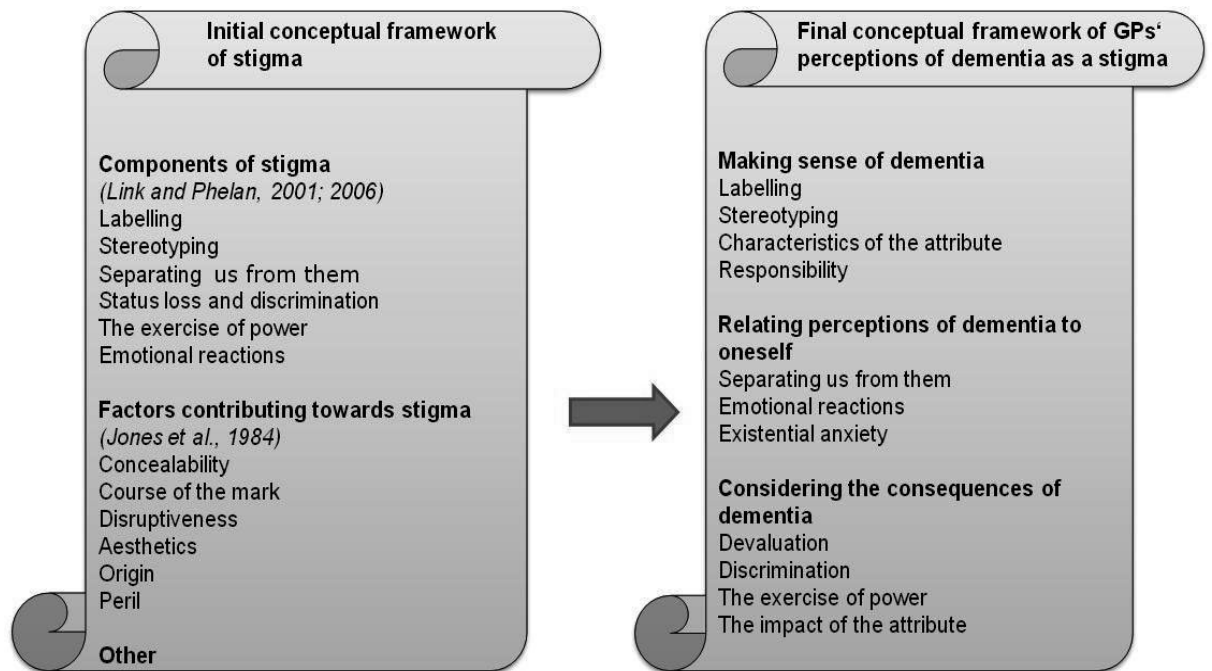 Initial conceptual framework
of stigma
Components of stigma
(Link and Phelan, 2001; 2006)
Labelling
Stereotyping
Separating us from them
Status loss and discrimination
The exercise of power
Emotional reactions
Factors contributing towards stigma
(Jones et al., 1984)
Concealability
Course of the mark
Disruptiveness
Aesthetics
Origin
Peril
Other
Final conceptual framework of GPs‘
perceptions of dementia as a stigma
Making sense of dementia
Labelling
Stereotyping
Characteristics of the attribute
Responsibility
Relating perceptions of dementia to
oneself
Separating us from them
Emotional reactions
Existential anxiety
Considering the consequences of
dementia
Devaluation
Discrimination
The exercise of power
The impact of the attribute